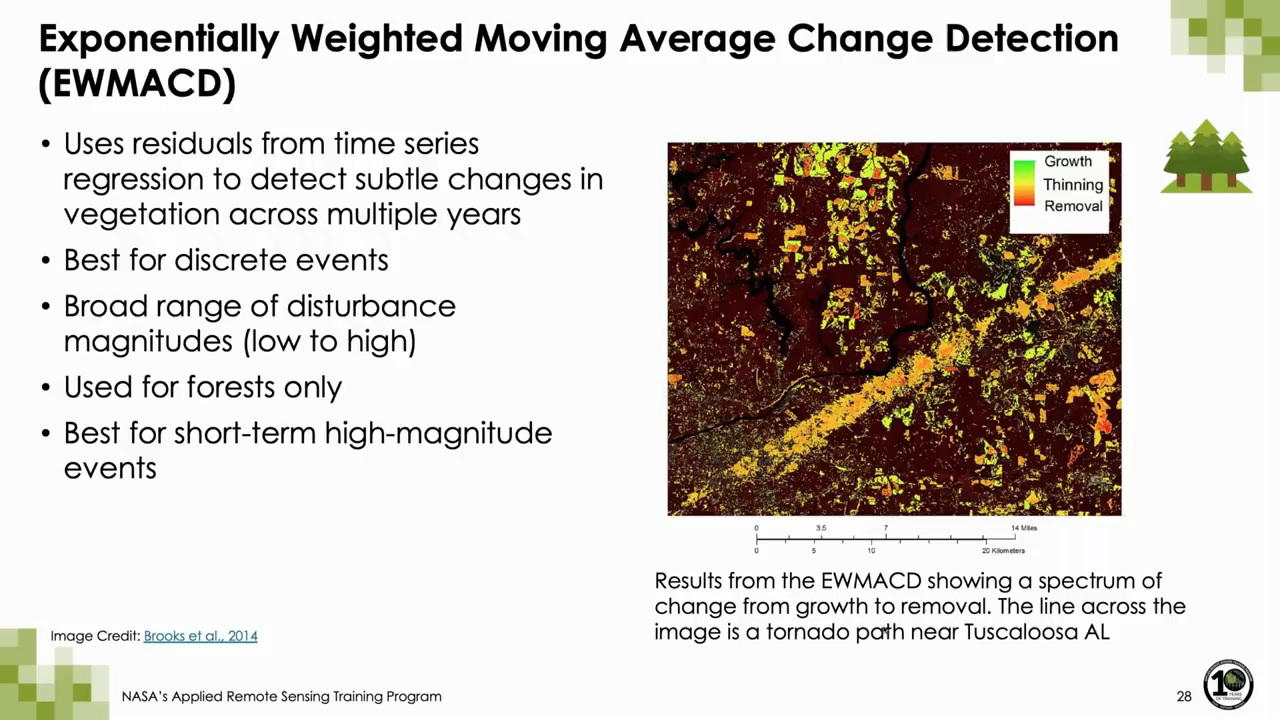 Exponentially Weighted Moving Average Change Detection
(EWMACD)
• Uses residuals from time series
regression to detect subtle changes in
vegetation across multiple years
• Best for discrete events
• Broad range of disturbance
magnitudes (low to high)
• Used for forests only
• Best for short-term high-magnitude
events
Growth
Thinning
Removal
0 3.5 7 14 Miles
0 5 10 20 Kilometers
Results from the EWMACD showing a spectrum of
change from growth to removal. The line across the
image is a tornado path near Tuscaloosa AL
Image Credit: Brooks et al., 2014
NASA's Applied Remote Sensing Training Program
28
10
YEARS
OF TRAINING